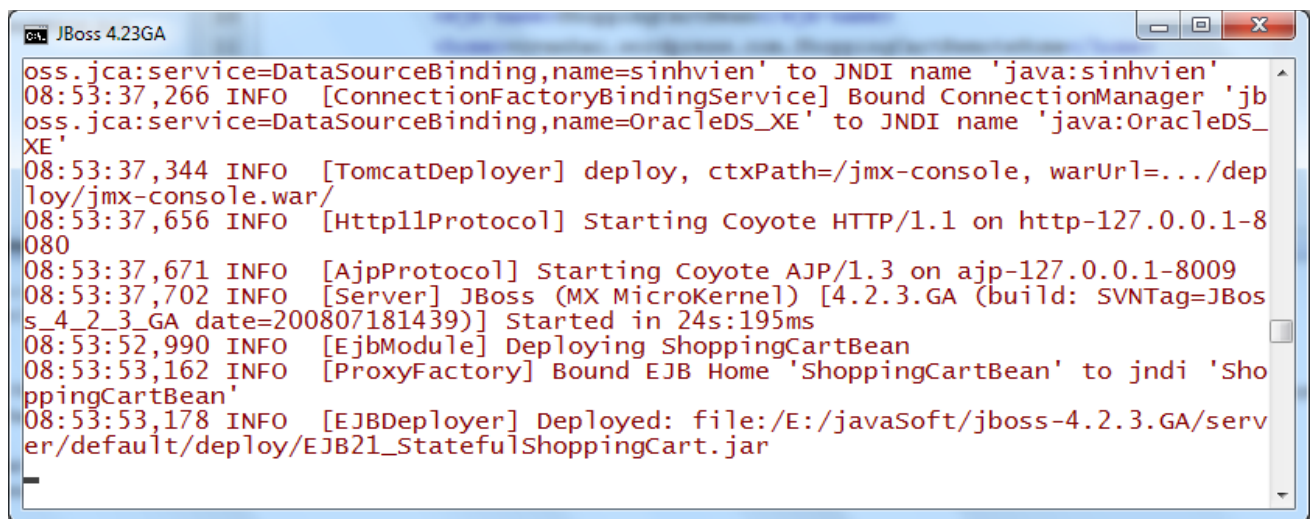 JBoss 4.23GA
oss.jca:service=DataSourceBinding,name=sinhvien' to JNDI name 'java:sinhvien'
08:53:37,266 INFO  [ConnectionFactoryBindingService] Bound ConnectionManager 'jb
oss.jca:service=DataSourceBinding,name=OracleDS_XE' to JNDI name 'java:OracleDS_
XE'
08:53:37,344 INFO  [TomcatDeployer] deploy, ctxPath=/jmx-console, warUrl=.../dep
loy/jmx-console.war/
08:53:37,656 INFO  [Http11Protocol] Starting Coyote HTTP/1.1 on http-127.0.0.1-8
080
08:53:37,671 INFO  [AjpProtocol] Starting Coyote AJP/1.3 on ajp-127.0.0.1-8009
08:53:37,702 INFO  [Server] JBoss (MX MicroKernel) [4.2.3.GA (build: SVNTag=JBos
s_4_2_3_GA date=200807181439)] Started in 24s:195ms
08:53:52,990 INFO  [EjbModule] Deploying ShoppingCartBean
08:53:53,162 INFO  [ProxyFactory] Bound EJB Home 'ShoppingCartBean' to jndi 'Sho
ppingCartBean'
08:53:53,178 INFO  [EJBDeployer] Deployed: file:/E:/javaSoft/jboss-4.2.3.GA/serv
er/default/deploy/EJB21_StatefulShoppingCart.jar